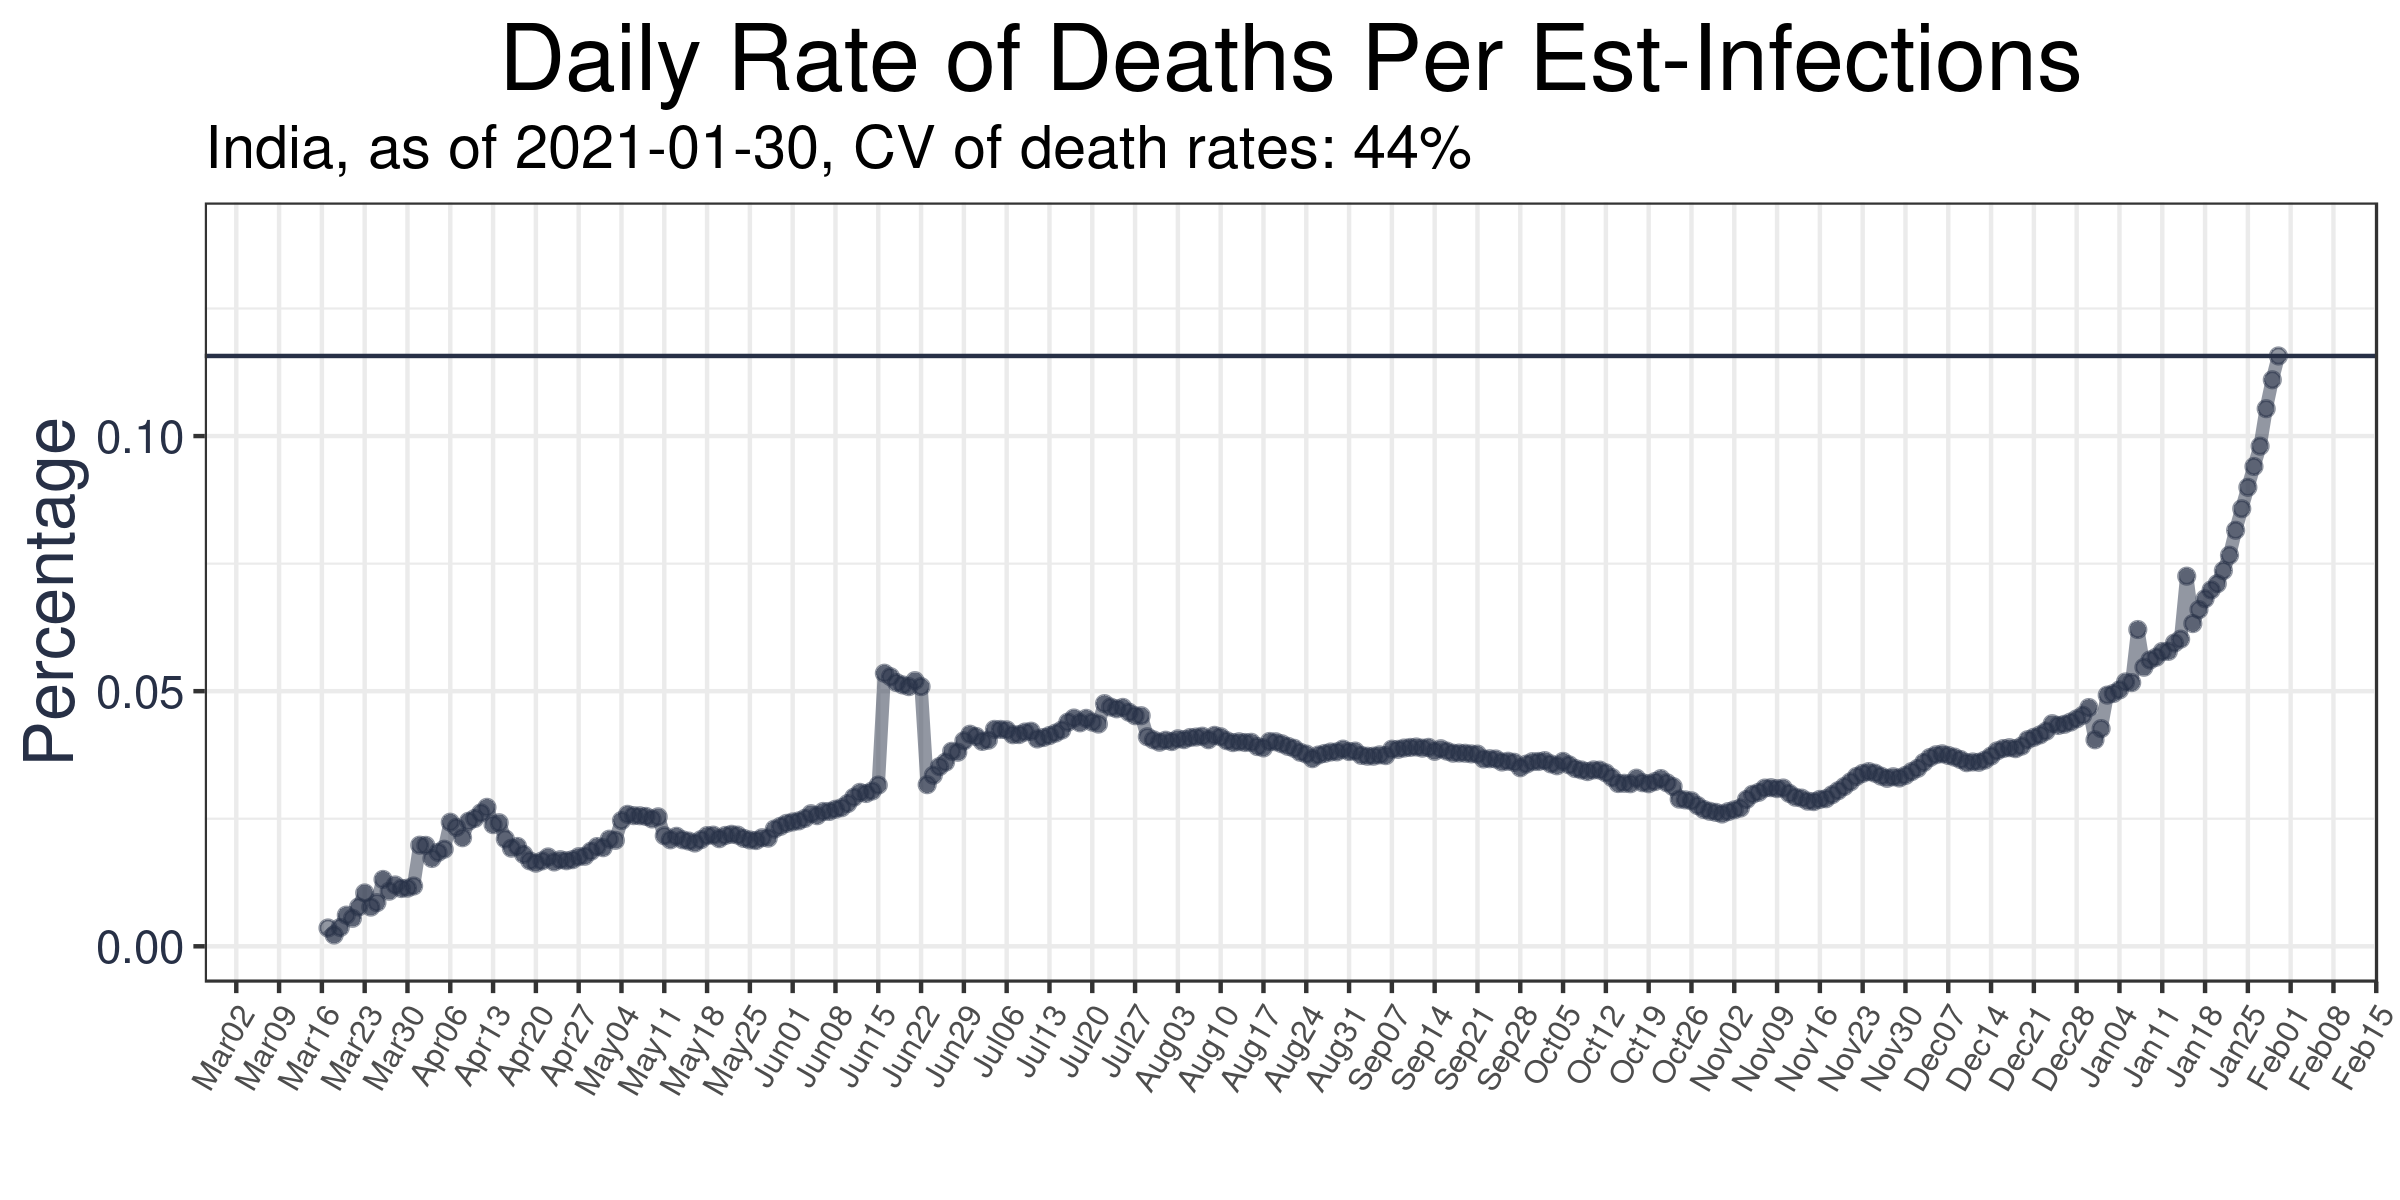 Daily Rate of Deaths Per Est-Infections
India, as of 2021-01-30, CV of death rates: 44%
Percentage
0.10
0.05
0.00
Mar02
Mar09
Mar16
Mar23
Mar30
Apr06
Apr13
Apr20
Apr27
May04
May11
May18
May25
Jun01
Jun08
Jun15
Jun22
Jun29
Jul06
Jul13
Jul20
Jul27
Aug03
Aug10
Aug17
Aug24
Aug31
Sep07
Sep14
Sep21
Sep28
Oct05
Oct12
Oct19
Oct26
Nov02
Nov09
Nov16
Nov23
Nov30
Dec07
Dec14
Dec21
Dec28
Jan04
Jan11
Jan18
Jan25
Feb01
Feb08
Feb15